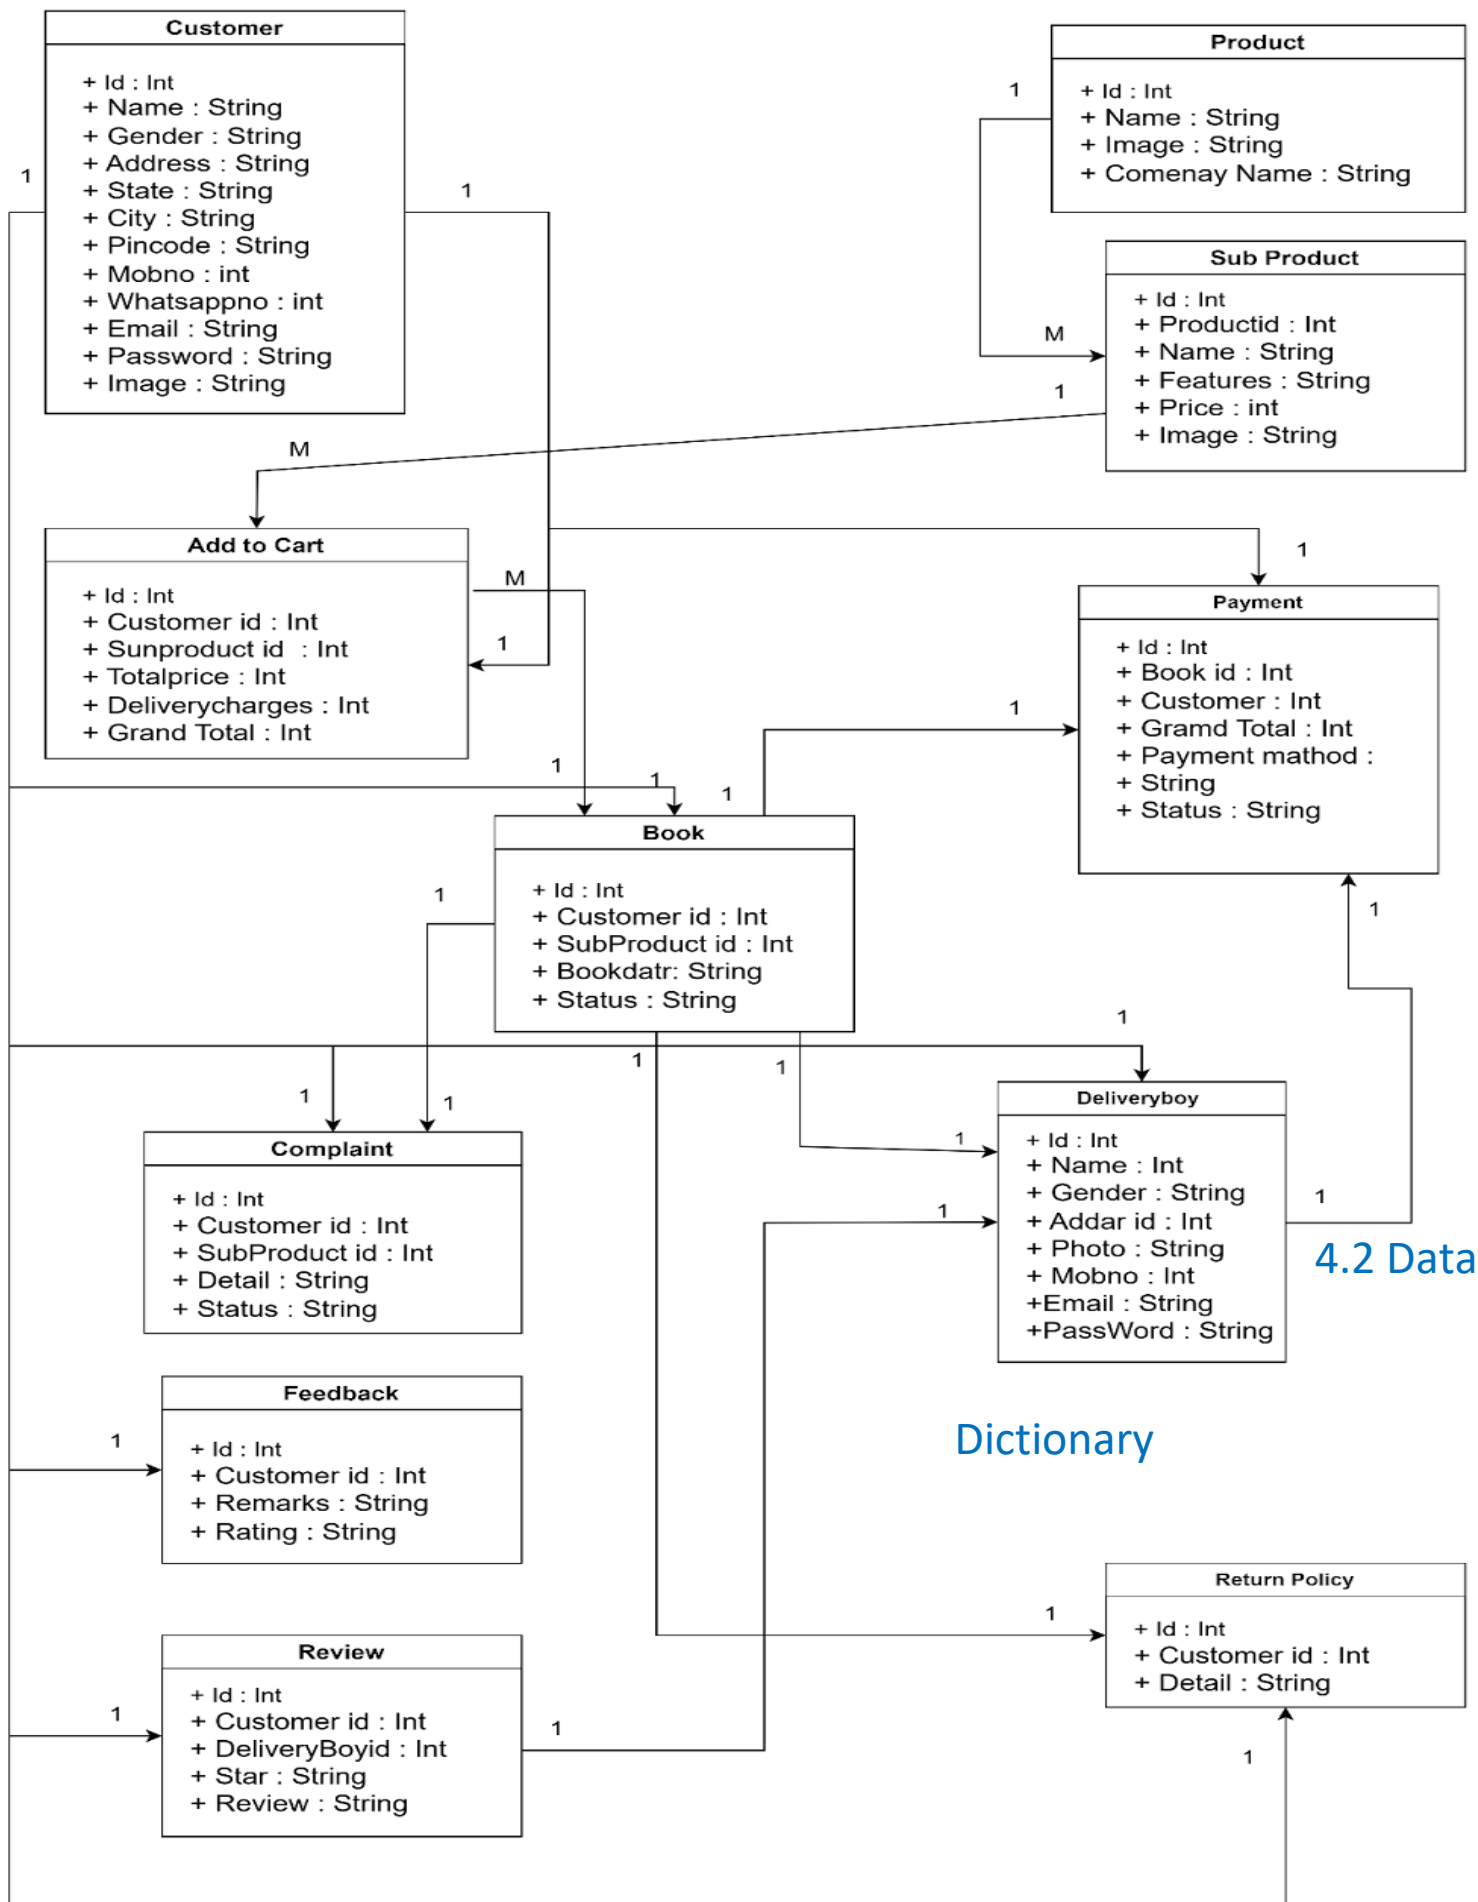 Customer
+ Id : Int
+ Name : String
+ Gender : String
+ Address : String
+ State : String
+ City : String
+ Pincode : String
+ Mobno : int
+ Whatsappno : int
+ Email : String
+ Password : String
+ Image : String
1
1
Product
+ Id : Int
+ Name : String
+ Image : String
+ Comenay Name : String
1
M
Sub Product
+ Id : Int
+ Productid : Int
+ Name : String
+ Features : String
+ Price : int
+ Image : String
1
M
Add to Cart
+ Id : Int
+ Customer id : Int
+ Sunproduct id : Int
+ Totalprice : Int
+ Deliverycharges : Int
+ Grand Total : Int
M
1
1
Payment
+ Id : Int
+ Book id : Int
+ Customer : Int
+ Gramd Total : Int
+ Payment mathod :
+ String
+ Status : String
1
1
1
1
1
Book
+ Id : Int
+ Customer id : Int
+ SubProduct id : Int
+ Bookdatr: String
+ Status : String
1
1
1
1
1
1
1
Complaint
+ Id : Int
+ Customer id : Int
+ SubProduct id : Int
+ Detail : String
+ Status : String
Deliveryboy
+ Id : Int
+ Name : Int
+ Gender : String
+ Addar id : Int
+ Photo : String
+ Mobno : Int
+Email : String
+PassWord : String
1
1
1
4.2 Data
Dictionary
Feedback
+ Id : Int
+ Customer id : Int
+ Remarks : String
+ Rating : String
1
Return Policy
+ Id : Int
+ Customer id : Int
+ Detail : String
1
Review
+ Id : Int
+ Customer id : Int
+ DeliveryBoyid : Int
+ Star : String
+ Review : String
1
1
1